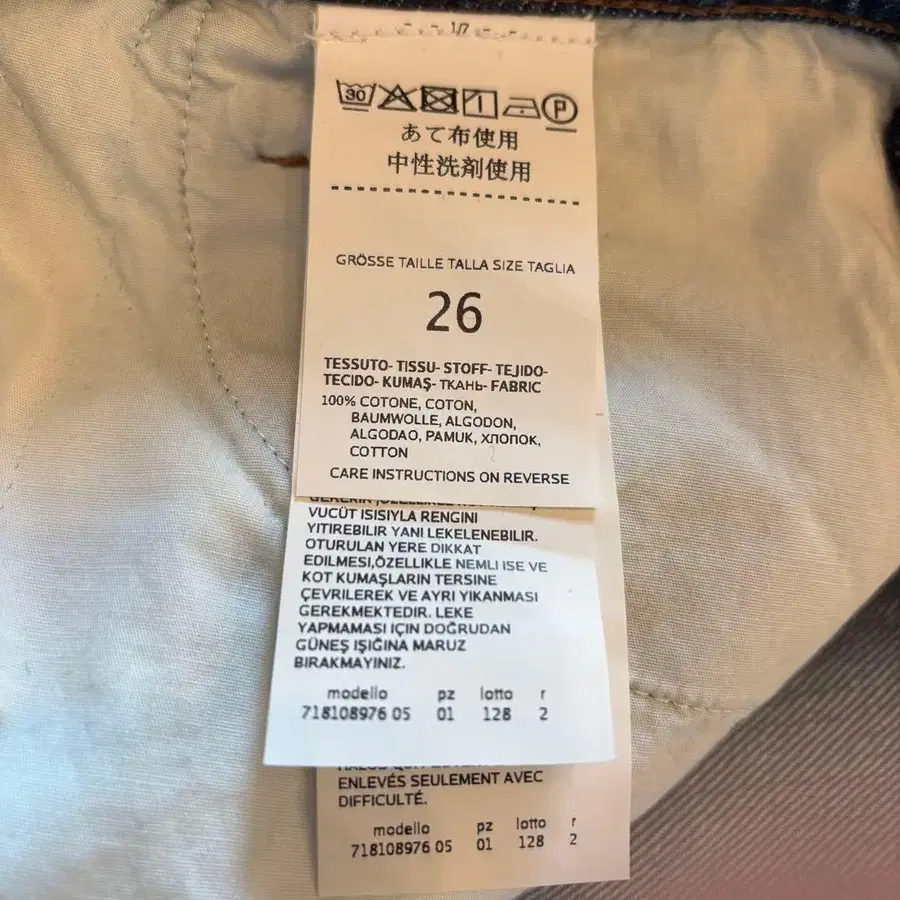 1/7
30
P
あて布使用
中性洗剤使用
GRÖSSE TAILLE TALLA SIZE TAGLIA
26
TESSUTO- TISSU- STOFF- TEJIDO-
TECIDO- KUMAŞ- ТКАНЬ- FABRIC
100% COTONE, COTON,
BAUMWOLLE, ALGODON,
ALGODAO, PAMUK, ХЛОПОК,
COTTON
CARE INSTRUCTIONS ON REVERSE
VUCÜT ISISIYLA RENGINI
YITIREBILIR YANI LEKELENEBILIR.
OTURULAN YERE DIKKAT
EDILMESI,ÖZELLIKLE NEMLI ISE VE
KOT KUMAŞLARIN TERSINE
ÇEVRILEREK VE AYRI YIKANMASI
GEREKMEKTEDIR. LEKE
YAPMAMASI IÇIN DOĞRUDAN
GÜNEŞ IŞIĞINA MARUZ
BIRAKMAYINIZ.
modello pz lotto r
718108976 05 01 128 2
ENLEVÉS SEULEMENT AVEC
DIFFICULTÉ.
modello pz lotto r
718108976 05 01 128 2